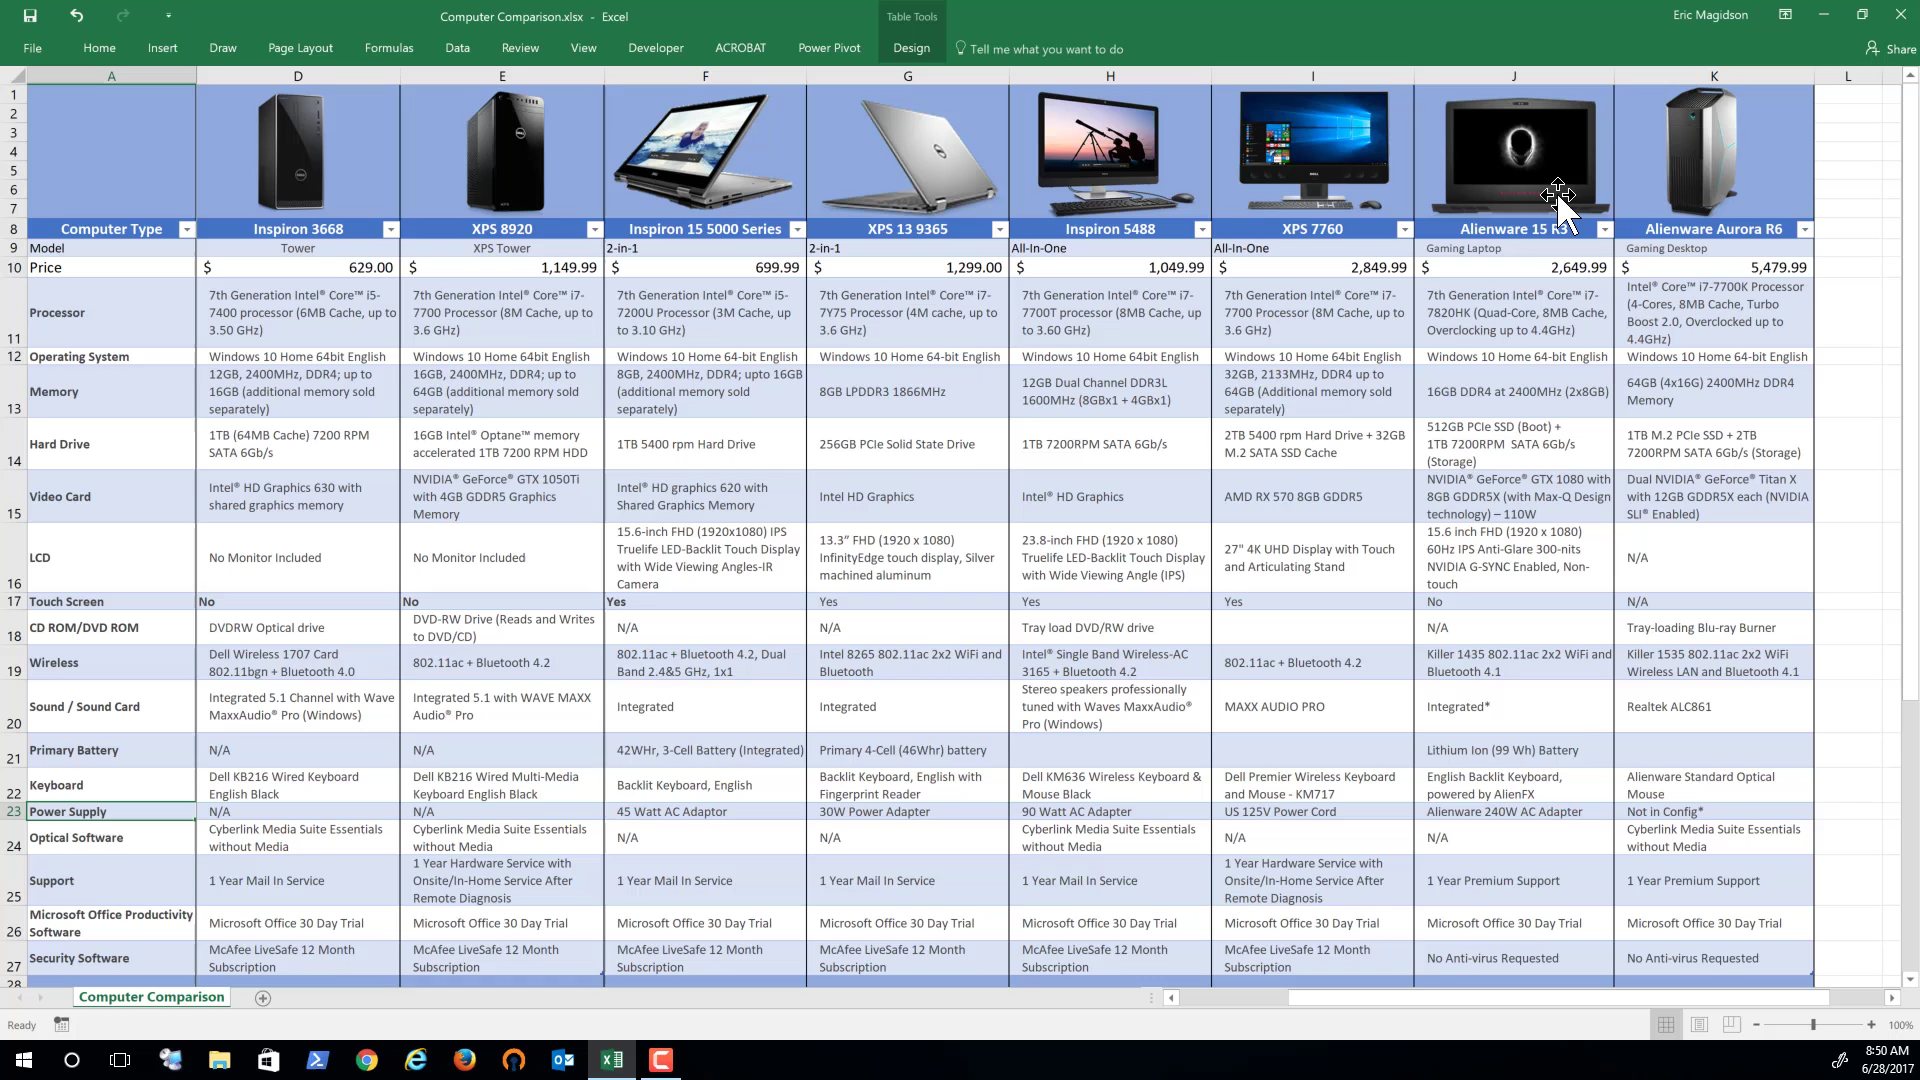 Computer Comparison.xlsx - Excel
Table Tools
Eric Magidson
File Home Insert Draw Page Layout Formulas Data Review View Developer ACROBAT Power Pivot Design Tell me what you want to do Share
A D E F G H I J K L
1
2
3
4
5
6
7
8 Computer Type Inspiron 3668 XPS 8920 Inspiron 15 5000 Series XPS 13 9365 Inspiron 5488 XPS 7760 Alienware 15 Alienware Aurora R6
9 Model Tower XPS Tower 2-in-1 2-in-1 All-In-One All-In-One Gaming Laptop Gaming Desktop
10 Price $ 629.00 $ 1,149.99 $ 699.99 $ 1,299.00 $ 1,049.99 $ 2,849.99 $ 2,649.99 $ 5,479.99
11 Processor
7th Generation Intel® Core™ i5-
7400 processor (6MB Cache, up to
3.50 GHz)
7th Generation Intel® Core™ i7-
7700 Processor (8M Cache, up to
3.6 GHz)
7th Generation Intel® Core™ i5-
7200U Processor (3M Cache, up
to 3.10 GHz)
7th Generation Intel® Core™ i7-
7Y75 Processor (4M cache, up to
3.6 GHz)
7th Generation Intel® Core™ i7-
7700T processor (8MB Cache, up
to 3.60 GHz)
7th Generation Intel® Core™ i7-
7700 Processor (8M Cache, up to
3.6 GHz)
7th Generation Intel® Core™ i7-
7820HK (Quad-Core, 8MB Cache,
Overclocking up to 4.4GHz)
Intel® Core™ i7-7700K Processor
(4-Cores, 8MB Cache, Turbo
Boost 2.0, Overclocked up to
4.4GHz)
12 Operating System Windows 10 Home 64bit English Windows 10 Home 64bit English Windows 10 Home 64-bit English Windows 10 Home 64-bit English Windows 10 Home 64-bit English Windows 10 Home 64-bit English Windows 10 Home 64-bit English Windows 10 Home 64-bit English
13 Memory
12GB, 2400MHz, DDR4; up to
16GB (additional memory sold
separately)
16GB, 2400MHz, DDR4; up to
64GB (additional memory sold
separately)
8GB, 2400MHz, DDR4; upto 16GB
(additional memory sold
separately)
8GB LPDDR3 1866MHz
12GB Dual Channel DDR3L
1600MHz (8GBx1 + 4GBx1)
32GB, 2133MHz, DDR4 up to
64GB (Additional memory sold
separately)
16GB DDR4 at 2400MHz (2x8GB)
64GB (4x16G) 2400MHz DDR4
Memory
14 Hard Drive
1TB (64MB Cache) 7200 RPM
SATA 6Gb/s
16GB Intel® Optane™ memory
accelerated 1TB 7200 RPM HDD
1TB 5400 rpm Hard Drive
256GB PCIe Solid State Drive
1TB 7200RPM SATA 6Gb/s
2TB 5400 rpm Hard Drive + 32GB
M.2 SATA SSD Cache
512GB PCIe SSD (Boot) +
1TB 7200RPM SATA 6Gb/s
(Storage)
1TB M.2 PCIe SSD + 2TB
7200RPM SATA 6Gb/s (Storage)
15 Video Card
Intel® HD Graphics 630 with
shared graphics memory
NVIDIA® GeForce® GTX 1050Ti
with 4GB GDDR5 Graphics
Memory
Intel® HD graphics 620 with
Shared Graphics Memory
Intel HD Graphics
Intel® HD Graphics
AMD RX 570 8GB GDDR5
NVIDIA® GeForce® GTX 1080 with
8GB GDDR5X (with Max-Q Design
technology) – 110W
Dual NVIDIA® GeForce® Titan X
with 12GB GDDR5X each (NVIDIA
SLI® Enabled)
16 LCD
No Monitor Included
No Monitor Included
15.6-inch FHD (1920x1080) IPS
Truelife LED-Backlit Touch Display
with Wide Viewing Angles-IR
Camera
13.3” FHD (1920 x 1080)
InfinityEdge touch display, Silver
machined aluminum
23.8-inch FHD (1920 x 1080)
Truelife LED-Backlit Touch Display
with Wide Viewing Angle (IPS)
27" 4K UHD Display with Touch
and Articulating Stand
15.6 inch FHD (1920 x 1080)
60Hz IPS Anti-Glare 300-nits
NVIDIA G-SYNC Enabled, Non-
touch
N/A
17 Touch Screen No No Yes Yes Yes Yes No N/A
18 CD ROM/DVD ROM
DVDRW Optical drive
DVD-RW Drive (Reads and Writes
to DVD/CD)
N/A
N/A
Tray load DVD/RW drive
N/A
Tray-loading Blu-ray Burner
19 Wireless
Dell Wireless 1707 Card
802.11bgn + Bluetooth 4.0
802.11ac + Bluetooth 4.2
802.11ac + Bluetooth 4.2, Dual
Band 2.4&5 GHz, 1x1
Intel 8265 802.11ac 2x2 WiFi and
Bluetooth
Intel® Single Band Wireless-AC
3165 + Bluetooth 4.2
802.11ac + Bluetooth 4.2
Killer 1435 802.11ac 2x2 WiFi and
Bluetooth 4.1
Killer 1535 802.11ac 2x2 WiFi
Wireless LAN and Bluetooth 4.1
20 Sound / Sound Card
Integrated 5.1 Channel with Wave
MaxxAudio® Pro (Windows)
Integrated 5.1 with WAVE MAXX
Audio® Pro
Integrated
Integrated
Stereo speakers professionally
tuned with Waves MaxxAudio®
Pro (Windows)
MAXX AUDIO PRO
Integrated*
Realtek ALC861
21 Primary Battery
N/A
N/A
42WHr, 3-Cell Battery (Integrated)
Primary 4-Cell (46Whr) battery
Lithium Ion (99 Wh) Battery
22 Keyboard
Dell KB216 Wired Keyboard
English Black
Dell KB216 Wired Multi-Media
Keyboard English Black
Backlit Keyboard, English
Backlit Keyboard, English with
Fingerprint Reader
Dell KM636 Wireless Keyboard &
Mouse Black
Dell Premier Wireless Keyboard
and Mouse - KM717
English Backlit Keyboard,
powered by AlienFX
Alienware Standard Optical
Mouse
23 Power Supply N/A N/A 45 Watt AC Adaptor 30W Power Adapter 90 Watt AC Adapter US 125V Power Cord Alienware 240W AC Adapter Not in Config*
24 Optical Software
Cyberlink Media Suite Essentials
without Media
Cyberlink Media Suite Essentials
without Media
N/A
N/A
Cyberlink Media Suite Essentials
without Media
N/A
N/A
Cyberlink Media Suite Essentials
without Media
25 Support
1 Year Mail In Service
1 Year Hardware Service with
Onsite/In-Home Service After
Remote Diagnosis
1 Year Mail In Service
1 Year Mail In Service
1 Year Mail In Service
1 Year Hardware Service with
Onsite/In-Home Service After
Remote Diagnosis
1 Year Premium Support
1 Year Premium Support
26 Microsoft Office Productivity
Software
Microsoft Office 30 Day Trial
Microsoft Office 30 Day Trial
Microsoft Office 30 Day Trial
Microsoft Office 30 Day Trial
Microsoft Office 30 Day Trial
Microsoft Office 30 Day Trial
Microsoft Office 30 Day Trial
Microsoft Office 30 Day Trial
27 Security Software
McAfee LiveSafe 12 Month
Subscription
McAfee LiveSafe 12 Month
Subscription
McAfee LiveSafe 12 Month
Subscription
McAfee LiveSafe 12 Month
Subscription
McAfee LiveSafe 12 Month
Subscription
McAfee LiveSafe 12 Month
Subscription
No Anti-virus Requested
No Anti-virus Requested
28
Computer Comparison
Ready
100%
8:50 AM
6/28/2017